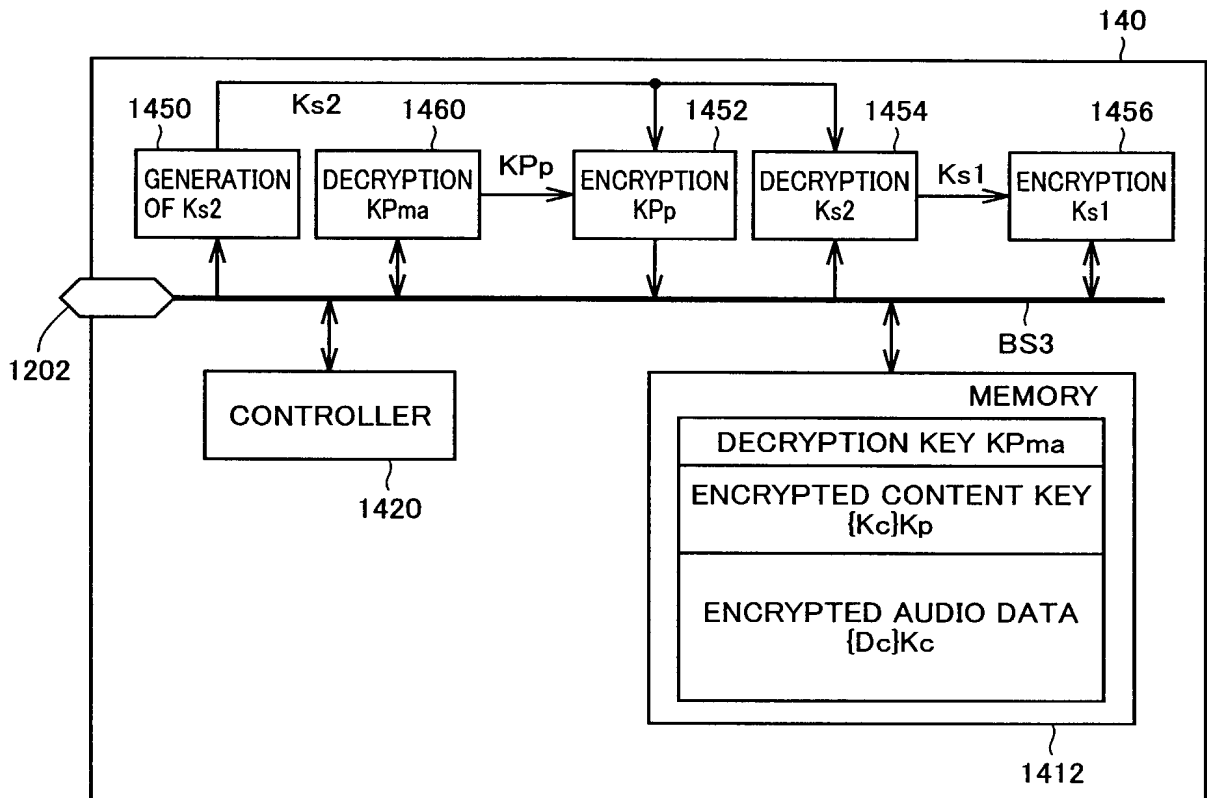 140
1450
Ks2
1460
KPp
1452
1454
Ks1
1456
GENERATION
OF Ks2
DECRYPTION
KPma
ENCRYPTION
KPp
DECRYPTION
Ks2
ENCRYPTION
Ks1
1202
BS3
CONTROLLER
1420
MEMORY
DECRYPTION KEY KPma
ENCRYPTED CONTENT KEY
{Kc}Kp
ENCRYPTED AUDIO DATA
{Dc}Kc
1412